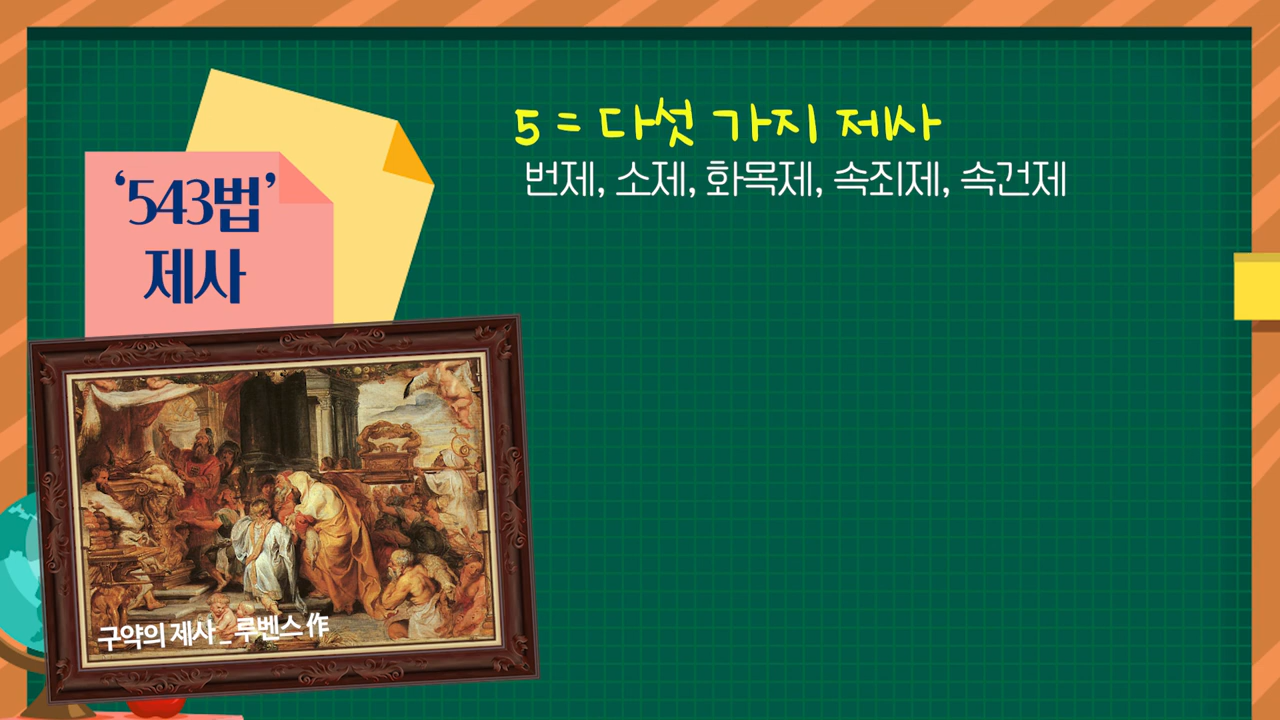 ‘543법’
제사
5 = 다섯 가지 제사
번제, 소제, 화목제, 속죄제, 속건제
구약의 제사 _ 루벤스 作